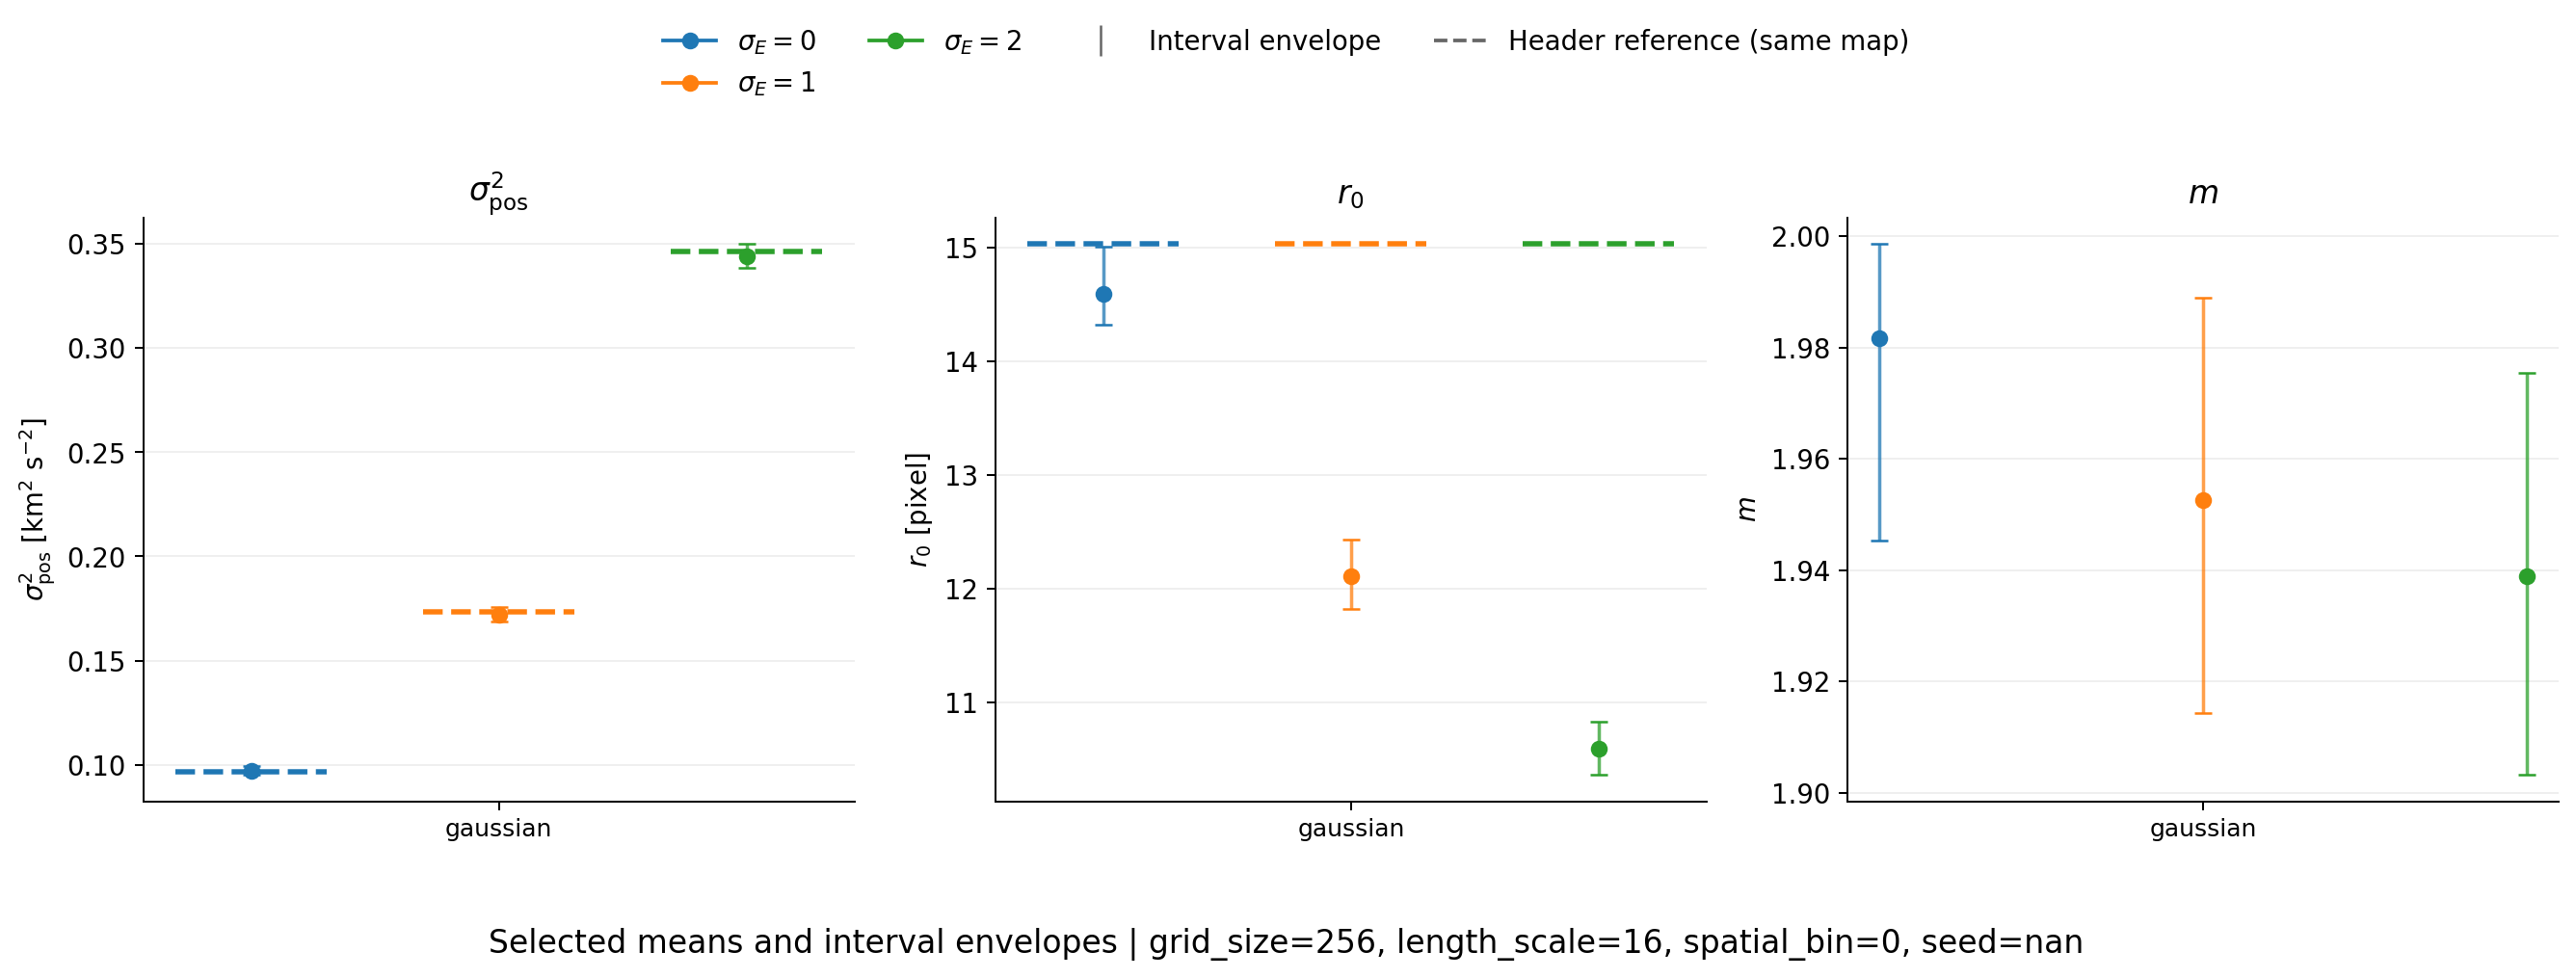 σ_E = 0
σ_E = 1
σ_E = 2
Interval envelope
Header reference (same map)
σ²_pos
σ²_pos [km² s⁻²]
0.35
0.30
0.25
0.20
0.15
0.10
gaussian
r₀
r₀ [pixel]
15
14
13
12
11
gaussian
m
m
2.00
1.98
1.96
1.94
1.92
1.90
gaussian
Selected means and interval envelopes | grid_size=256, length_scale=16, spatial_bin=0, seed=nan